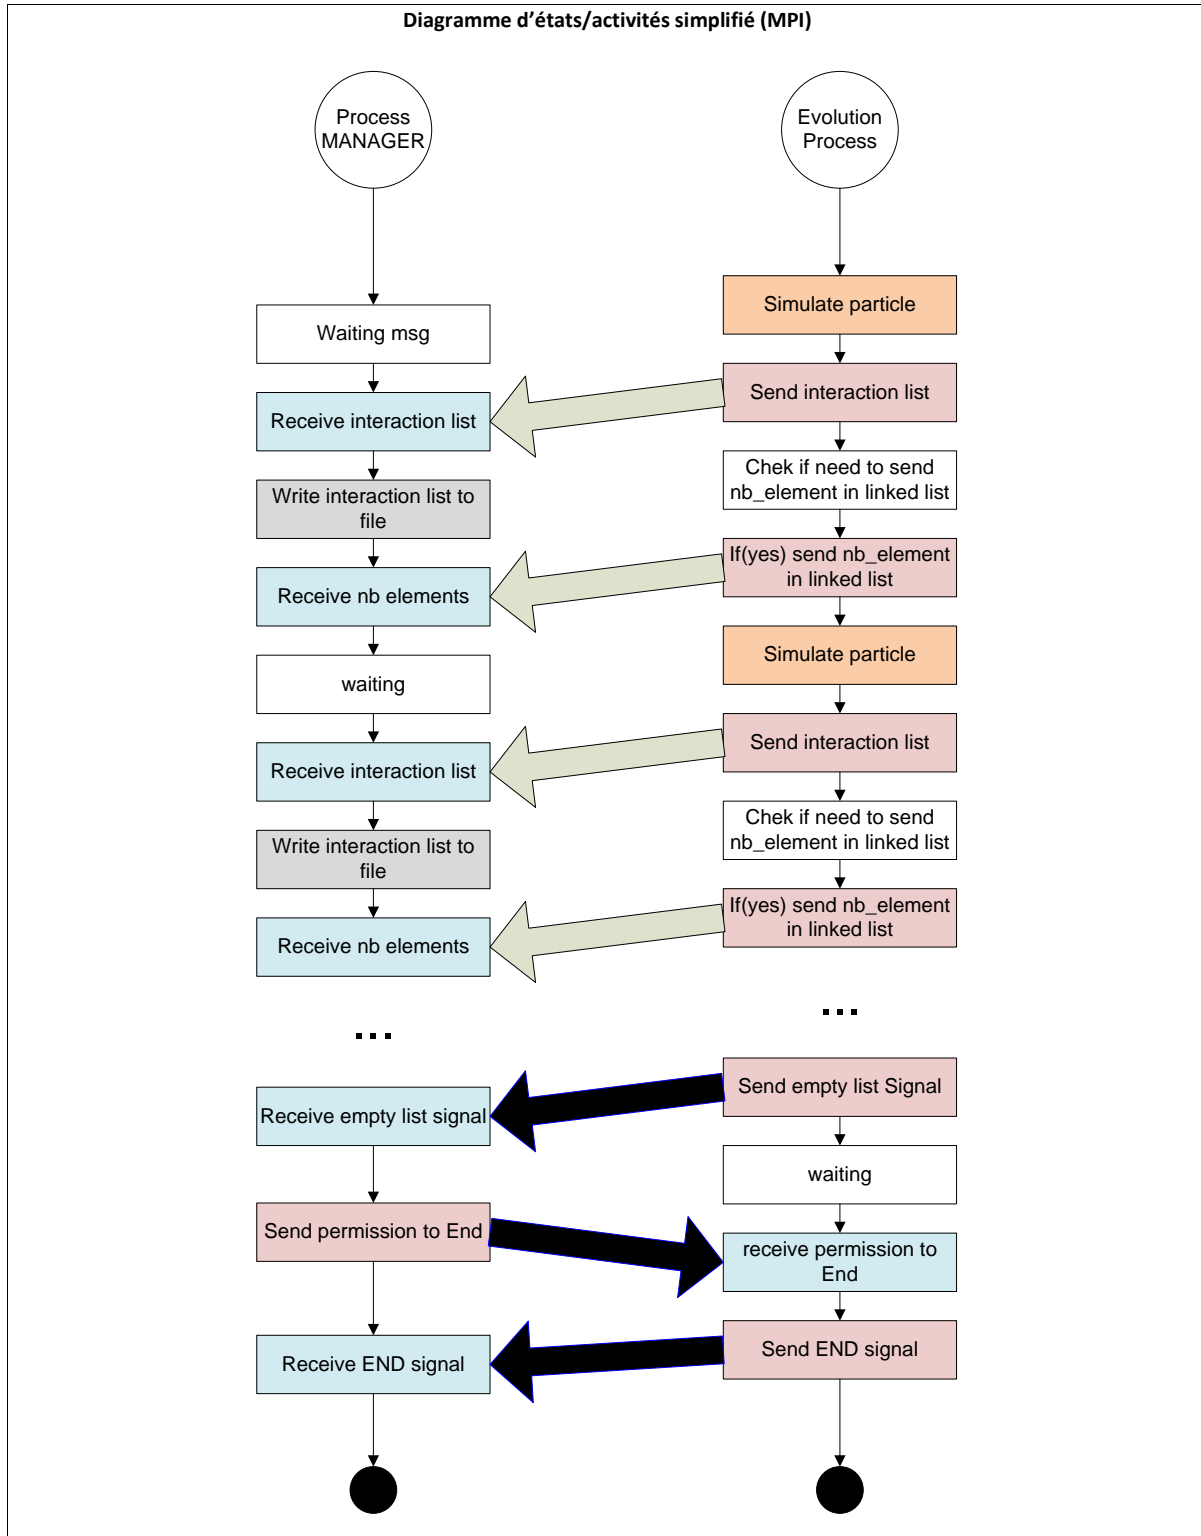 Diagramme d'états/activités simplifié (MPI)
Process
MANAGER
Waiting msg
Receive interaction list
Write interaction list to
file
Receive nb elements
waiting
Receive interaction list
Write interaction list to
file
Receive nb elements
...
Receive empty list signal
Send permission to End
Receive END signal
Evolution
Process
Simulate particle
Send interaction list
Chek if need to send
nb_element in linked list
If(yes) send nb_element
in linked list
Simulate particle
Send interaction list
Chek if need to send
nb_element in linked list
If(yes) send nb_element
in linked list
...
Send empty list Signal
waiting
receive permission to
End
Send END signal